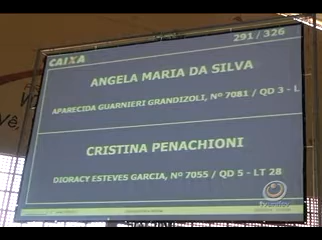 CAIXA
291 / 326
ANGELA MARIA DA SILVA
APARECIDA GUARNIERI GRANDIZOLI, Nº 7081 / QD 3 - L
CRISTINA PENACHIONI
DIORACY ESTEVES GARCIA, Nº 7055 / QD 5 - LT 28